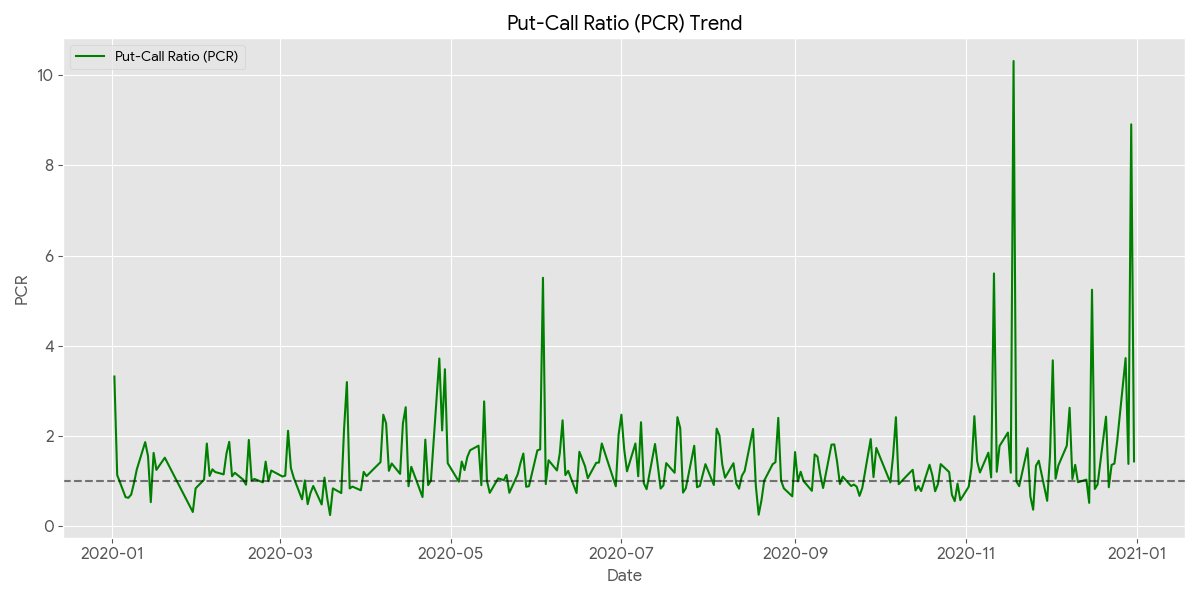 Put-Call Ratio (PCR) Trend
Put-Call Ratio (PCR)
10
8
6
4
2
0
PCR
2020-01 2020-03 2020-05 2020-07 2020-09 2020-11 2021-01
Date